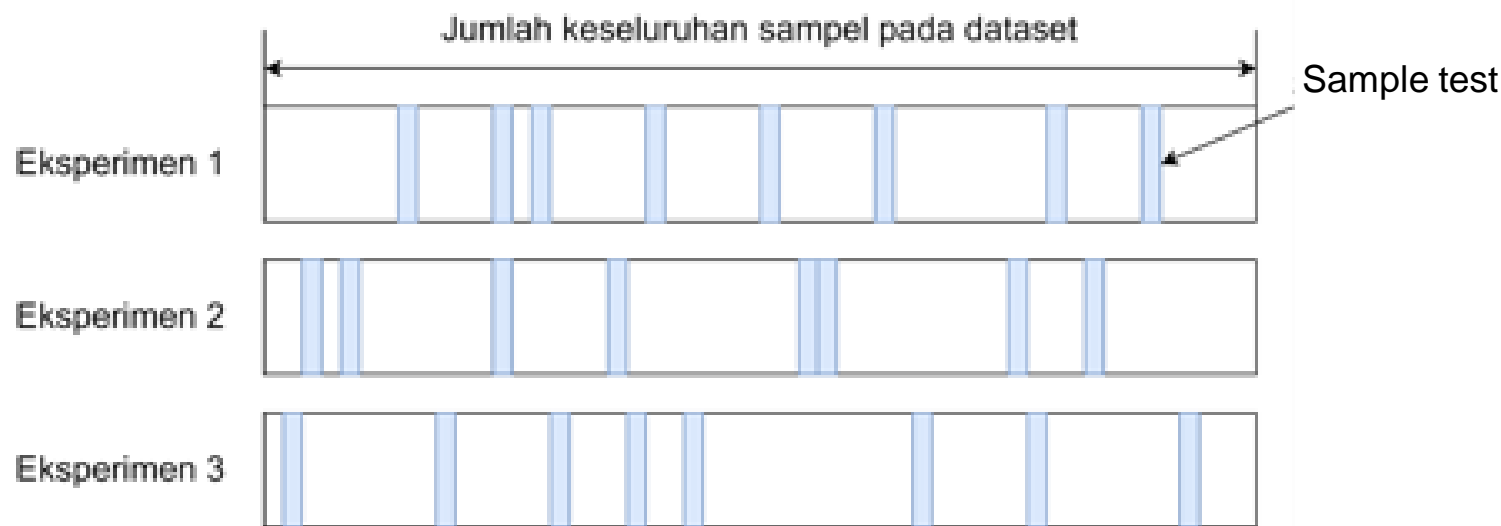 Jumlah keseluruhan sampel pada dataset
Sample test
Eksperimen 1
Eksperimen 2
Eksperimen 3